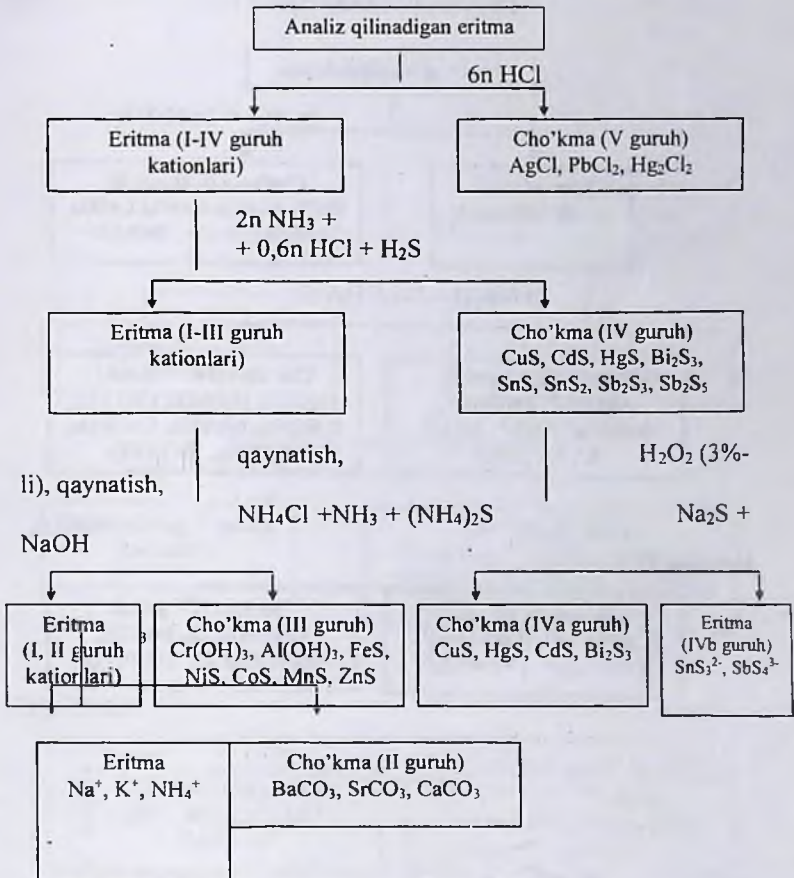 Analiz qilinadigan eritma
6n HCl
Eritma (I-IV guruh
kationlari)
Cho'kma (V guruh)
AgCl, PbCl₂, Hg₂Cl₂
2n NH₃ +
+ 0,6n HCl + H₂S
Eritma (I-III guruh
kationlari)
Cho'kma (IV guruh)
CuS, CdS, HgS, Bi₂S₃,
SnS, SnS₂, Sb₂S₃, Sb₂S₅
qaynatish, H₂O₂ (3%-
li), qaynatish,
NH₄Cl +NH₃ + (NH₄)₂S Na₂S +
NaOH
Eritma
(I, II guruh
kationlari)
3
Cho'kma (III guruh)
Cr(OH)₃, Al(OH)₃, FeS,
NiS, CoS, MnS, ZnS
Cho'kma (IVa guruh)
CuS, HgS, CdS, Bi₂S₃
Eritma
(IVb guruh)
SnS₃²⁻, SbS₄³⁻
Eritma
Na⁺, K⁺, NH₄⁺
Cho'kma (II guruh)
BaCO₃, SrCO₃, CaCO₃